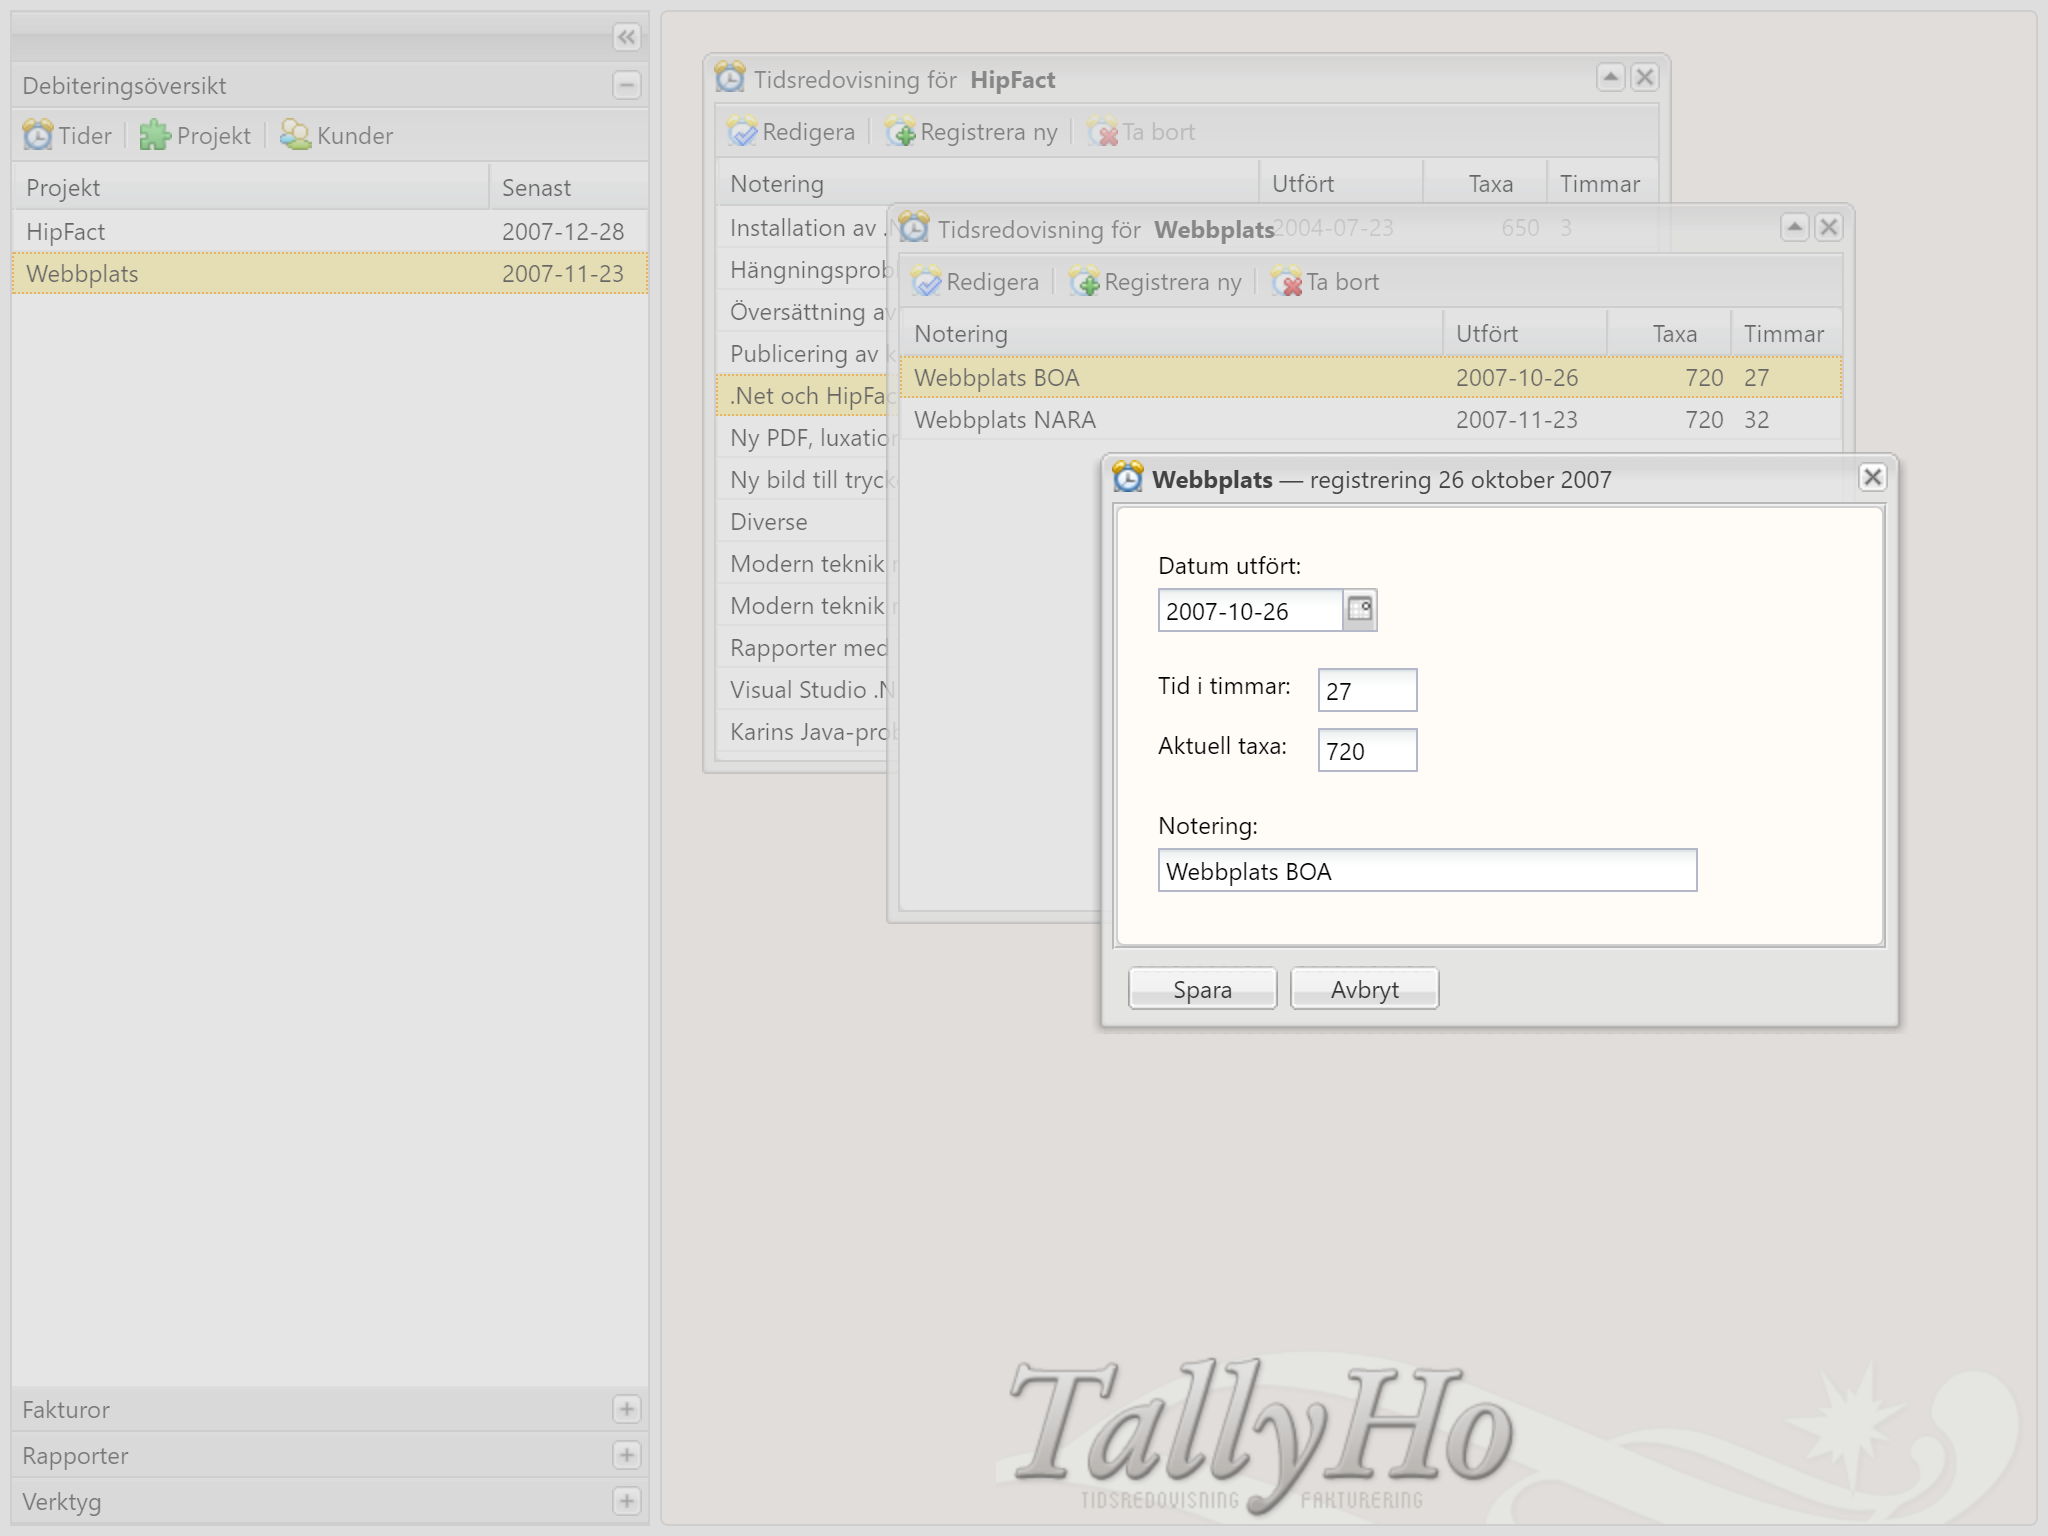 Debiteringsöversikt
Tider Projekt Kunder
Projekt Senast
HipFact 2007-12-28
Webbplats 2007-11-23
Fakturor
Rapporter
Verktyg
Tidsredovisning för HipFact
Redigera Registrera ny Ta bort
Notering Utfört Taxa Timmar
Installation av . 2004-07-23 650 3
Hängningsprob
Översättning av
Publicering av k
.Net och HipFac
Ny PDF, luxation
Ny bild till tryck
Diverse
Modern teknik
Modern teknik
Rapporter med
Visual Studio .N
Karins Java-prob
Tidsredovisning för Webbplats
Redigera Registrera ny Ta bort
Notering Utfört Taxa Timmar
Webbplats BOA 2007-10-26 720 27
Webbplats NARA 2007-11-23 720 32
Webbplats — registrering 26 oktober 2007
Datum utfört:
2007-10-26
Tid i timmar: 27
Aktuell taxa: 720
Notering:
Webbplats BOA
Spara Avbryt
TallyHo
TIDSREDOVISNING FAKTURERING